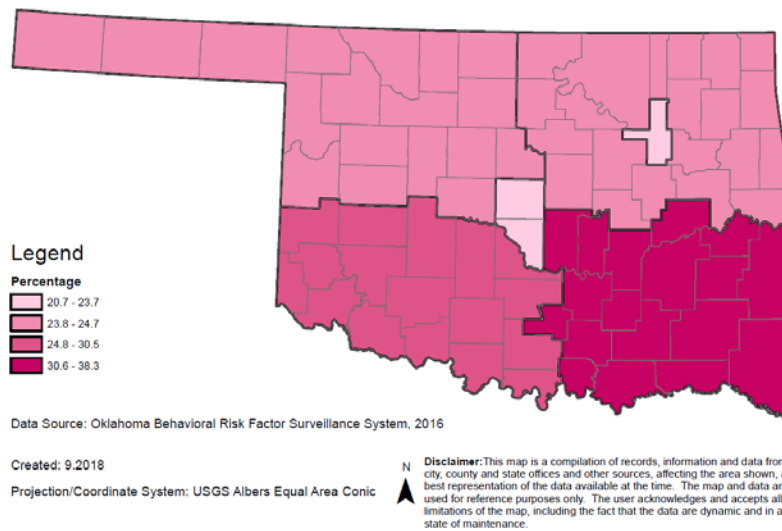 Legend
Percentage
20.7 - 23.7
23.8 - 24.7
24.8 - 30.5
30.6 - 38.3
Data Source: Oklahoma Behavioral Risk Factor Surveillance System, 2016
Created: 9.2018
Projection/Coordinate System: USGS Albers Equal Area Conic
N
Disclaimer:This map is a compilation of records, information and data from
city, county and state offices and other sources, affecting the area shown,
best representation of the data available at the time. The map and data are
used for reference purposes only. The user acknowledges and accepts all
limitations of the map, including the fact that the data are dynamic and in a
state of maintenance.